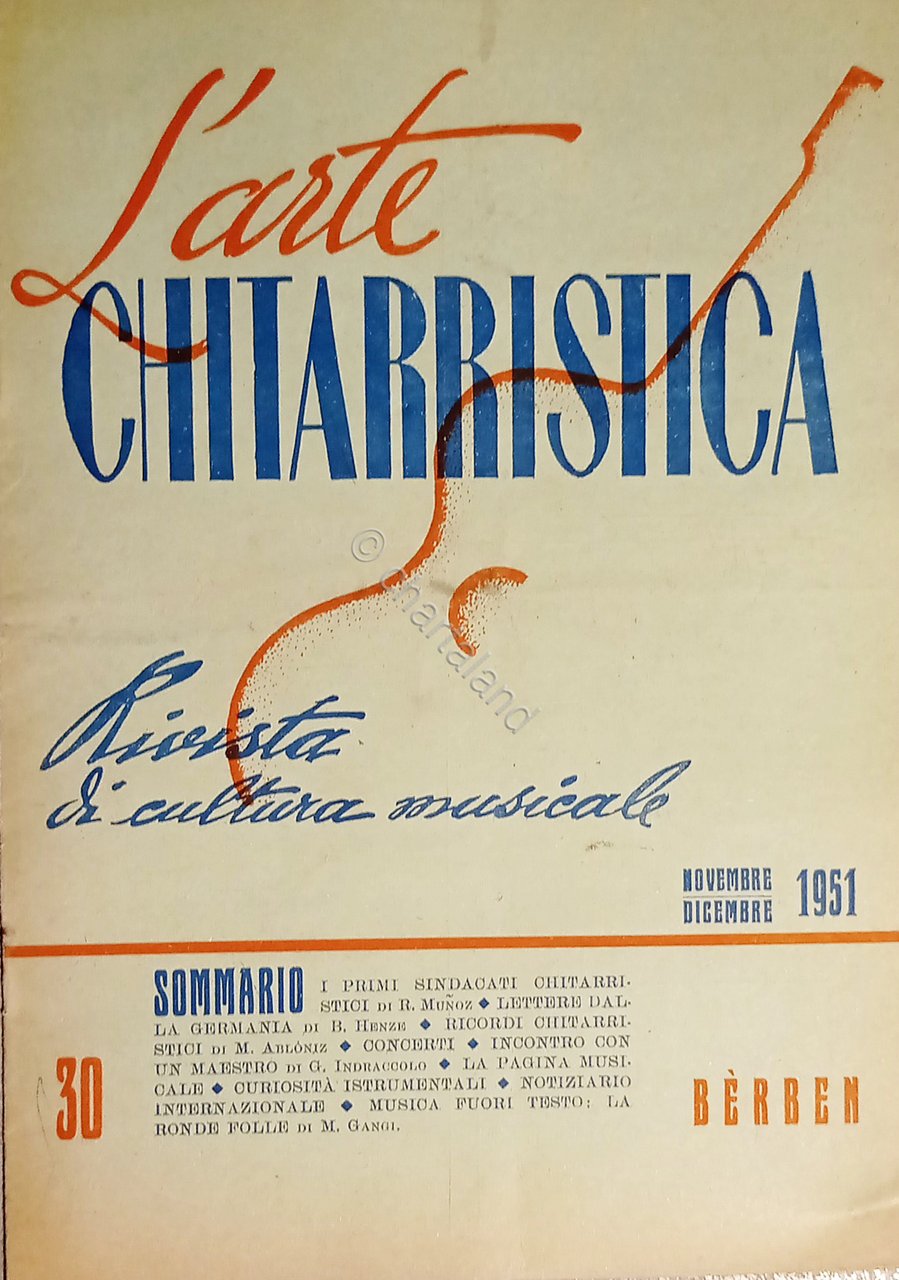 L'arte
CHITARRISTICA
Rivista
di cultura musicale
NOVEMBRE
DICEMBRE 1951
SOMMARIO I PRIMI SINDACATI CHITARRI-
STICI DI R. MUÑOZ ◆ LETTERE DAL-
LA GERMANIA DI B. HENZE ◆ RICORDI CHITARRI-
STICI DI M. ABLÒNIZ ◆ CONCERTI ◆ INCONTRO CON
UN MAESTRO DI G. INDRACCOLO ◆ LA PAGINA MUSI-
CALE ◆ CURIOSITÀ ISTRUMENTALI ◆ NOTIZIARIO
INTERNAZIONALE ◆ MUSICA FUORI TESTO: LA
RONDE FOLLE DI M. GANGI.
30
BÈRBEN
© chartaland